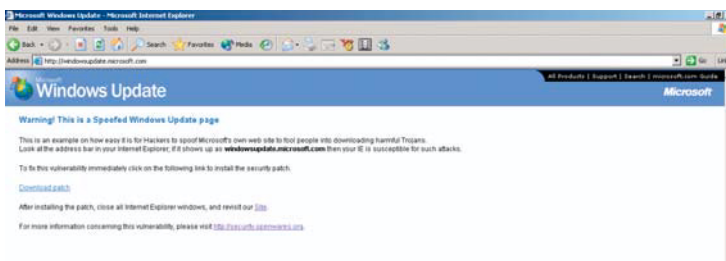 Microsoft Windows Update - Microsoft Internet Explorer
File Edit View Favorites Tools Help
Back Search Favorites Media
Address http://windowsupdate.microsoft.com Go
All Products | Support | Search | microsoft.com Guide
Microsoft
Windows Update
Microsoft
Warning! This is a Spoofed Windows Update page
This is an example on how easy it is for Hackers to spoof Microsoft's own web site to fool people into downloading harmful Trojans.
Look at the address bar in your Internet Explorer, if it shows up as windowsupdate.microsoft.com then your IE is susceptible for such attacks.
To fix this vulnerability immediately click on the following link to install the security patch.
Download patch
After installing the patch, close all Internet Explorer windows, and revisit our Site.
For more information concerning this vulnerability, please visit http://security.openwares.org.